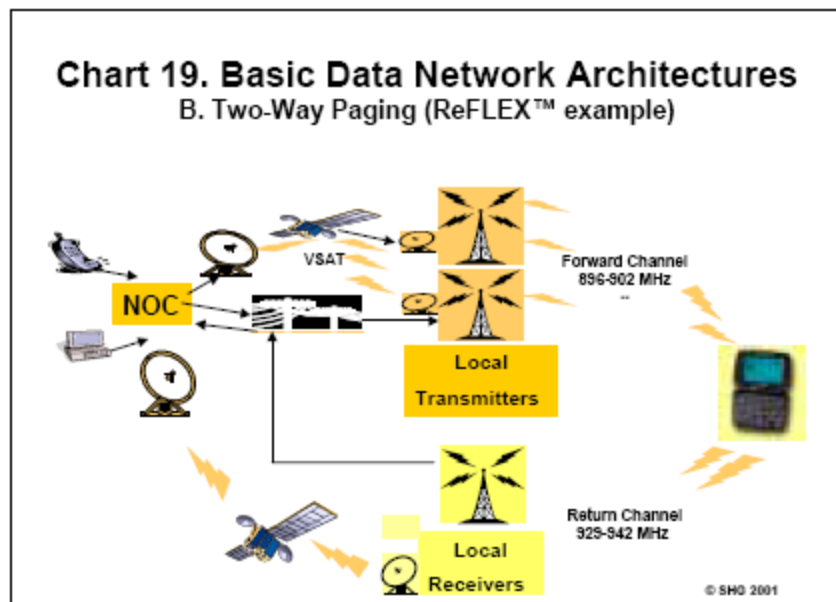 Chart 19. Basic Data Network Architectures
B. Two-Way Paging (ReFLEX™ example)
VSAT
NOC
Forward Channel
896-902 MHz
--
Local
Transmitters
Return Channel
929-942 MHz
Local
Receivers
© SHO 2001